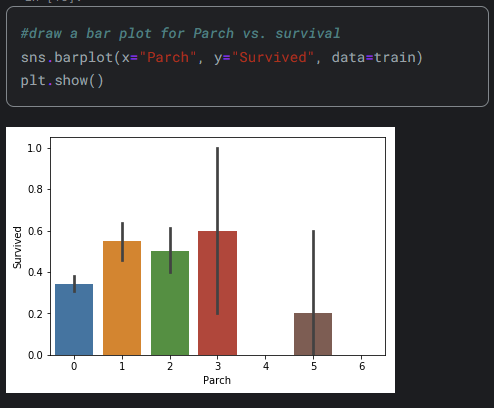 #draw a bar plot for Parch vs. survival
sns.barplot(x="Parch", y="Survived", data=train)
plt.show()
1.0
0.8
0.6
0.4
0.2
0.0
Survived
0 1 2 3 4 5 6
Parch